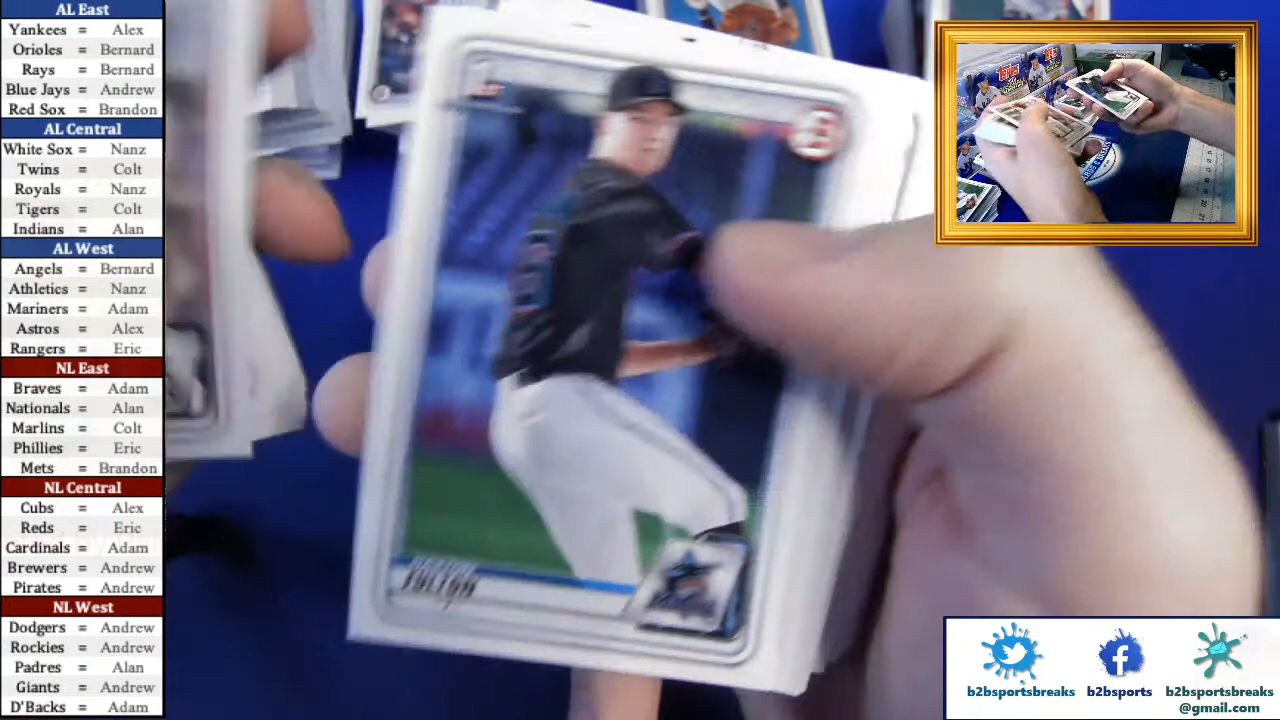 AL East
Yankees = Alex
Orioles = Bernard
Rays = Bernard
Blue Jays = Andrew
Red Sox = Brandon
AL Central
White Sox = Nanz
Twins = Colt
Royals = Nanz
Tigers = Colt
Indians = Alan
AL West
Angels = Bernard
Athletics = Nanz
Mariners = Adam
Astros = Alex
Rangers = Eric
NL East
Braves = Adam
Nationals = Alan
Marlins = Colt
Phillies = Eric
Mets = Brandon
NL Central
Cubs = Alex
Reds = Eric
Cardinals = Adam
Brewers = Andrew
Pirates = Andrew
NL West
Dodgers = Andrew
Rockies = Andrew
Padres = Alan
Giants = Andrew
D'Backs = Adam
Topps
b2bsportsbreaks
b2bsports
b2bsportsbreaks
@gmail.com